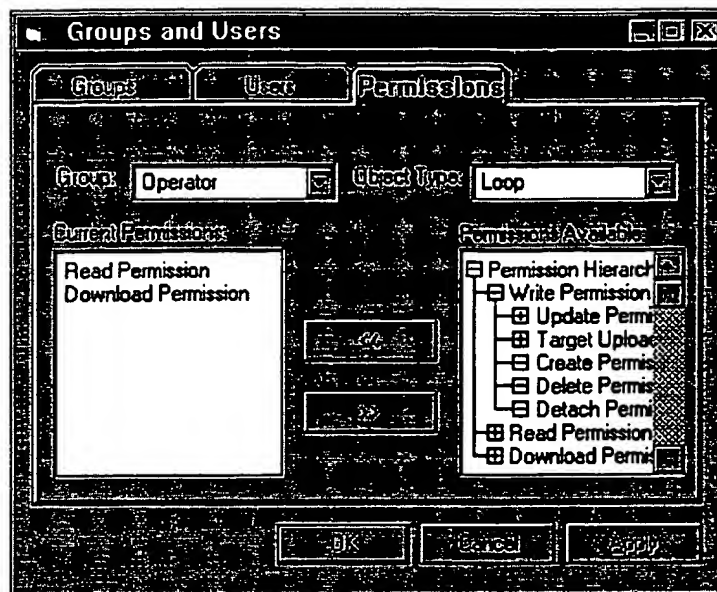 Groups and Users
Groups Users Permissions
Group: Operator Object Type: Loop
Current Permissions: Permissions Available:
Read Permission
Download Permission
Permission Hierarch
Write Permission
Update Permi
Target Uploa
Create Permis
Delete Permis
Detach Permi
Read Permission
Download Permis
<<
>>
OK Cancel Apply